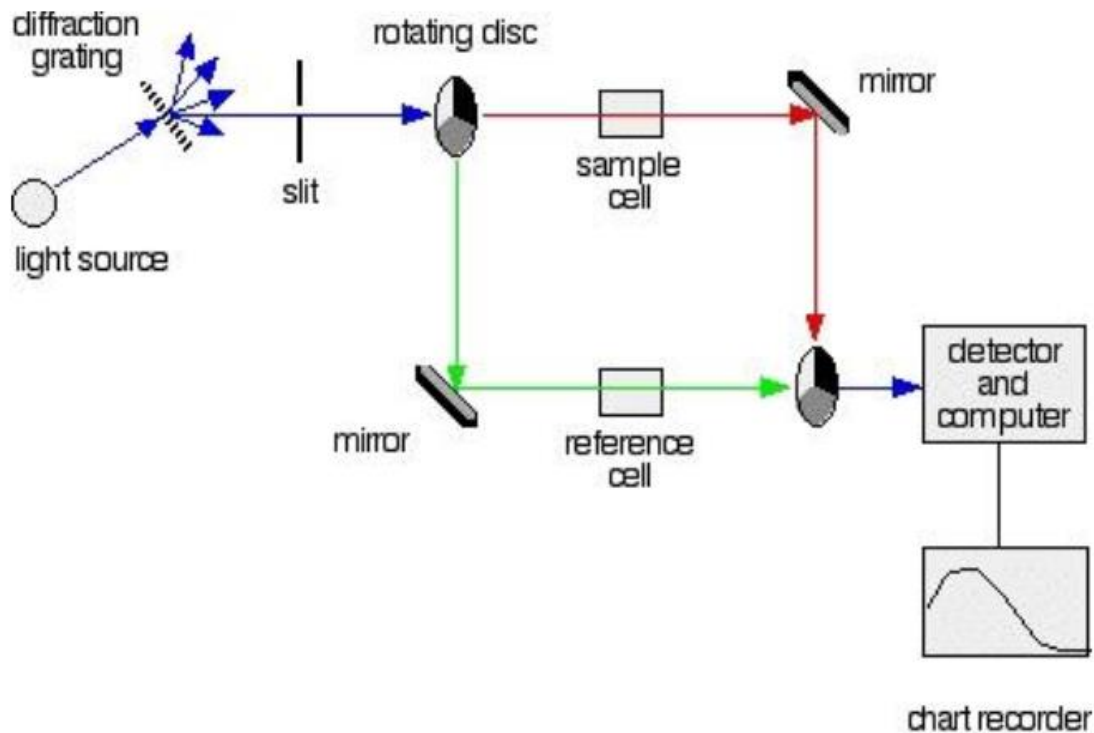 diffraction
grating
rotating disc
mirror
slit
sample
cell
light source
detector
and
computer
mirror
reference
cell
chart recorder